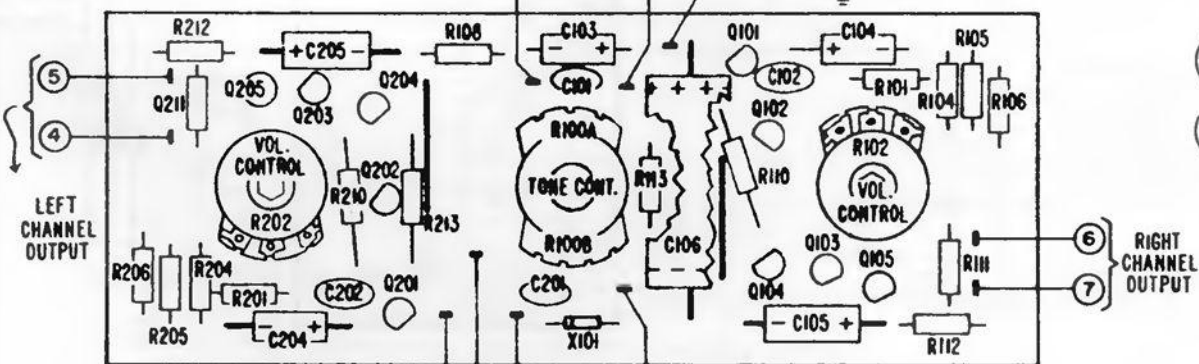 R212
+ C205 -
R108
C103
- +
Q101
C104
+ -
R105
5
Q211
Q205
Q203
Q204
C101
+ + + +
C102
R101
R104
R106
4
VOL.
CONTROL
R202
R210
Q202
R213
R100A
TONE CONT.
R100B
R113
Q102
R110
R102
VOL.
CONTROL
LEFT
CHANNEL
OUTPUT
R206
R204
R201
R205
C202
Q201
- +
C204
C201
X101
C106
- -
Q104
Q103
Q105
R111
- C105 +
R112
6
7
RIGHT
CHANNEL
OUTPUT